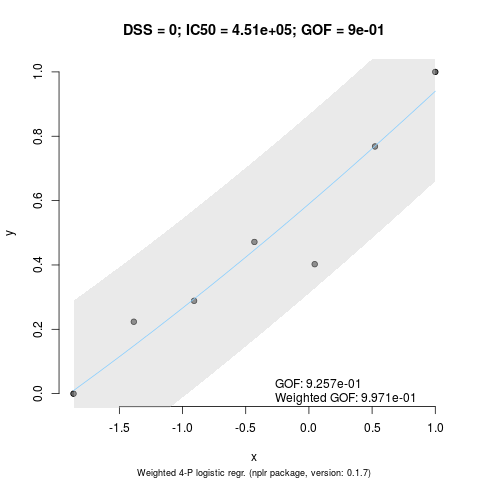 DSS = 0; IC50 = 4.51e+05; GOF = 9e-01
1.0
0.8
0.6
0.4
0.2
0.0
y
GOF: 9.257e-01
Weighted GOF: 9.971e-01
-1.5 -1.0 -0.5 0.0 0.5 1.0
x
Weighted 4-P logistic regr. (nplr package, version: 0.1.7)